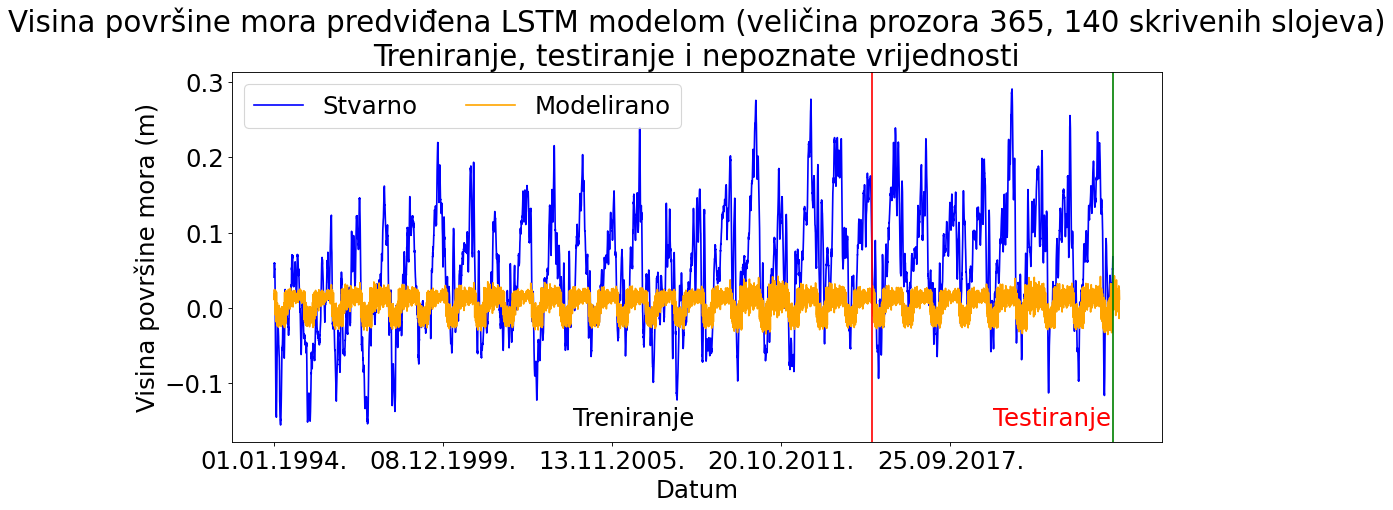 Visina površine mora predviđena LSTM modelom (veličina prozora 365, 140 skrivenih slojeva)
Treniranje, testiranje i nepoznate vrijednosti
Stvarno
Modelirano
Visina površine mora (m)
0.3
0.2
0.1
0.0
−0.1
Treniranje
Testiranje
01.01.1994.
08.12.1999.
13.11.2005.
20.10.2011.
25.09.2017.
Datum